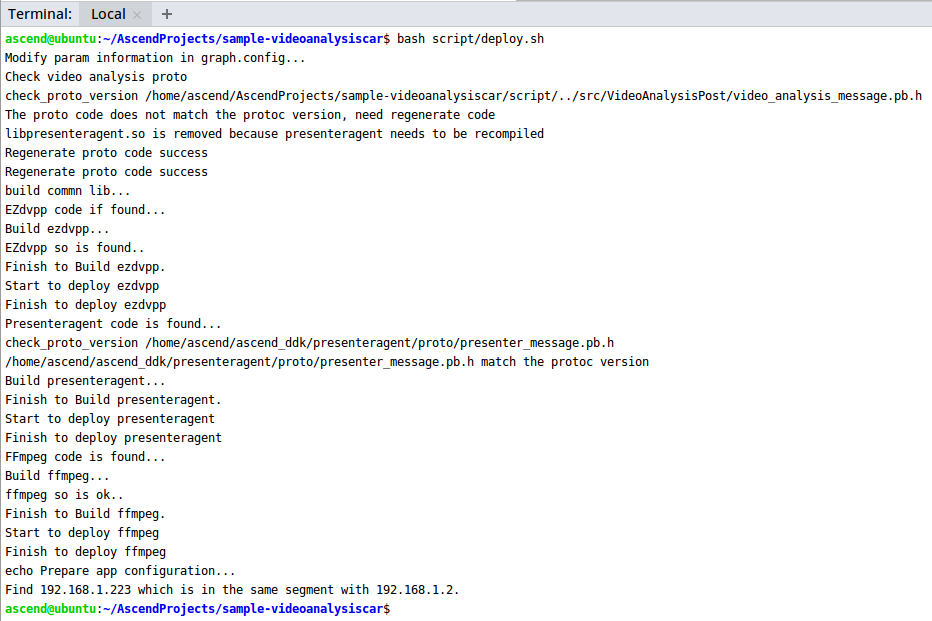 Terminal: Local × +
ascend@ubuntu:~/AscendProjects/sample-videoanalysiscar$ bash script/deploy.sh
Modify param information in graph.config...
Check video analysis proto
check_proto_version /home/ascend/AscendProjects/sample-videoanalysiscar/script/../src/VideoAnalysisPost/video_analysis_message.pb.h
The proto code does not match the protoc version, need regenerate code
libpresenteragent.so is removed because presenteragent needs to be recompiled
Regenerate proto code success
Regenerate proto code success
build commn lib...
EZdvpp code if found...
Build ezdvpp...
EZdvpp so is found..
Finish to Build ezdvpp.
Start to deploy ezdvpp
Finish to deploy ezdvpp
Presenteragent code is found...
check_proto_version /home/ascend/ascend_ddk/presenteragent/proto/presenter_message.pb.h
/home/ascend/ascend_ddk/presenteragent/proto/presenter_message.pb.h match the protoc version
Build presenteragent...
Finish to Build presenteragent.
Start to deploy presenteragent
Finish to deploy presenteragent
FFmpeg code is found...
Build ffmpeg...
ffmpeg so is ok..
Finish to Build ffmpeg.
Start to deploy ffmpeg
Finish to deploy ffmpeg
echo Prepare app configuration...
Find 192.168.1.223 which is in the same segment with 192.168.1.2.
ascend@ubuntu:~/AscendProjects/sample-videoanalysiscar$